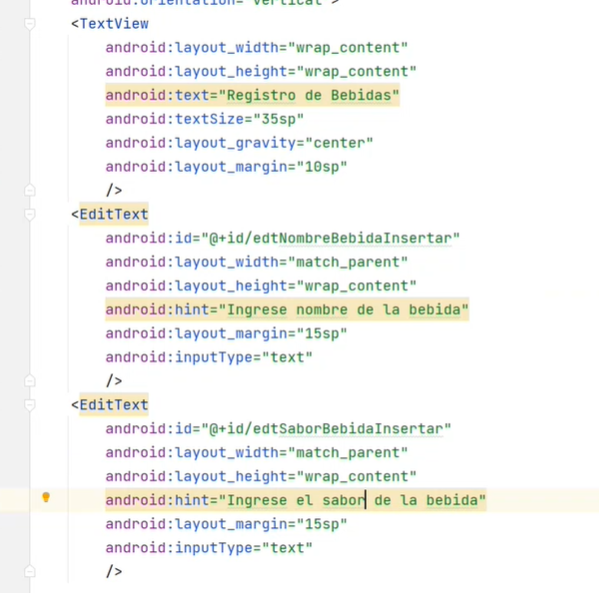 android:orientation="vertical">
<TextView
android:layout_width="wrap_content"
android:layout_height="wrap_content"
android:text="Registro de Bebidas"
android:textSize="35sp"
android:layout_gravity="center"
android:layout_margin="10sp"
/>
<EditText
android:id="@+id/edtNombreBebidaInsertar"
android:layout_width="match_parent"
android:layout_height="wrap_content"
android:hint="Ingrese nombre de la bebida"
android:layout_margin="15sp"
android:inputType="text"
/>
<EditText
android:id="@+id/edtSaborBebidaInsertar"
android:layout_width="match_parent"
android:layout_height="wrap_content"
android:hint="Ingrese el sabor de la bebida"
android:layout_margin="15sp"
android:inputType="text"
/>